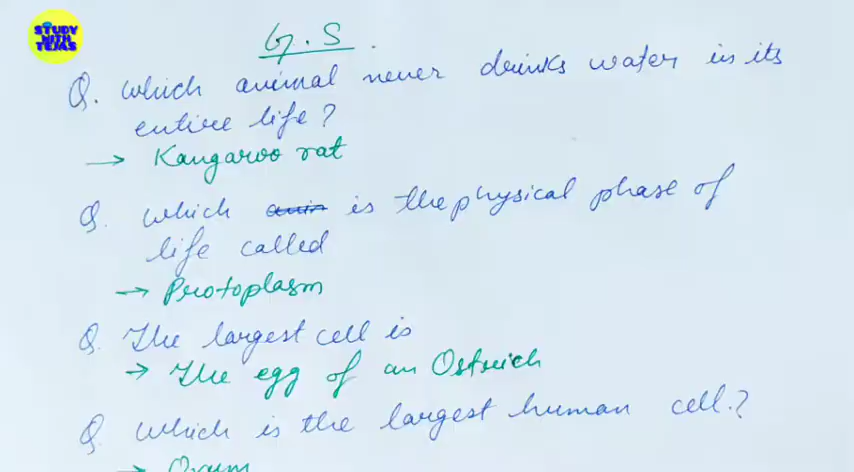 STUDY
WITH
TEJAS
G.S
Q. Which animal never drinks water in its
entire life?
→ Kangaroo rat
Q. which is the physical phase of
life called
→ Protoplasm
Q. The largest cell is
→ The egg of an Ostrich
Q. which is the largest human cell.?
→ Ovum